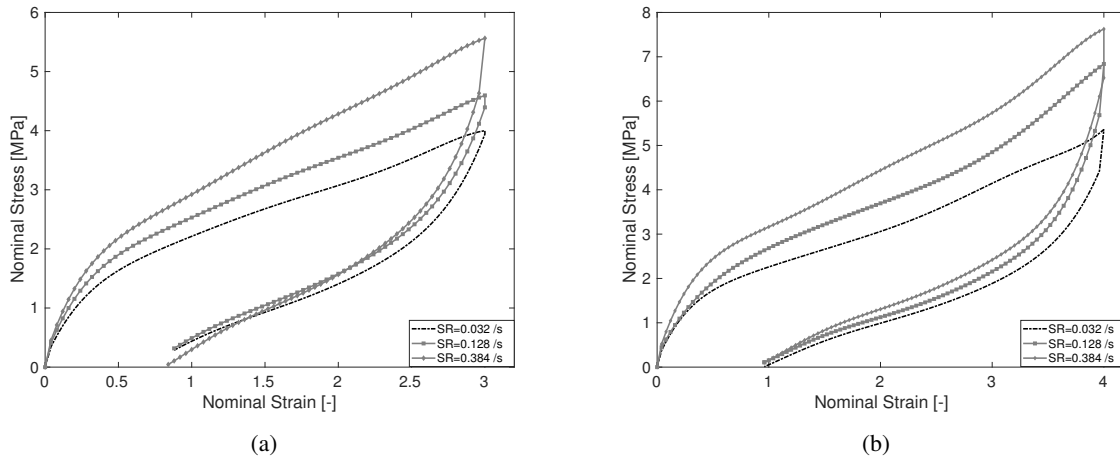 6
5
4
3
2
1
0
Nominal Stress [MPa]
0 0.5 1 1.5 2 2.5 3
Nominal Strain [-]
SR=0.032 /s
SR=0.128 /s
SR=0.384 /s
(a)
8
7
6
5
4
3
2
1
0
Nominal Stress [MPa]
0 1 2 3 4
Nominal Strain [-]
SR=0.032 /s
SR=0.128 /s
SR=0.384 /s
(b)